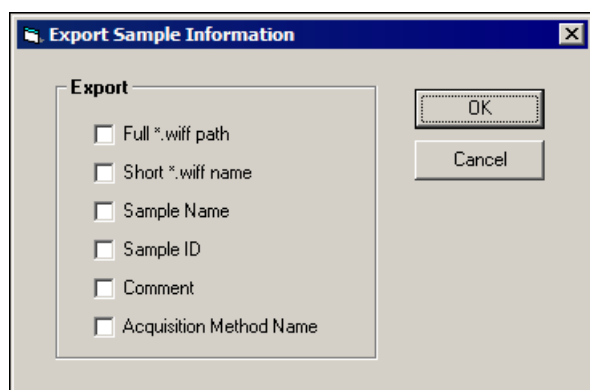 Export Sample Information
Export
Full *.wiff path
Short *.wiff name
Sample Name
Sample ID
Comment
Acquisition Method Name
OK
Cancel